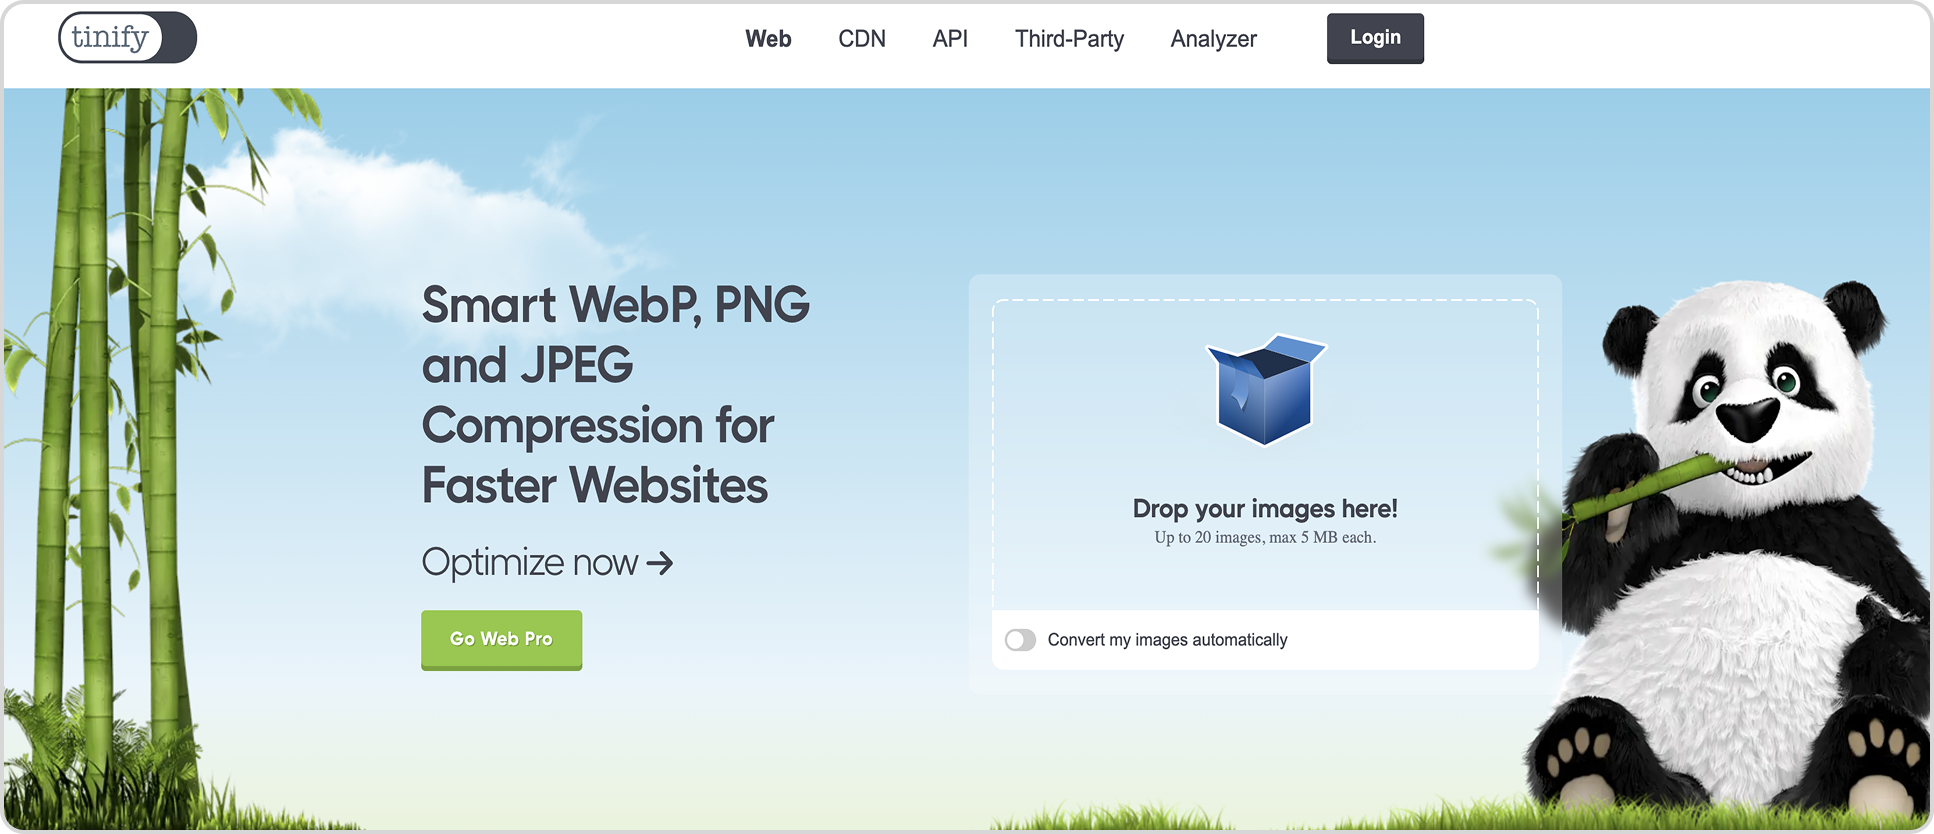 tinify
Web
CDN
API
Third-Party
Analyzer
Login
Smart WebP, PNG
and JPEG
Compression for
Faster Websites
Optimize now →
Go Web Pro
Drop your images here!
Up to 20 images, max 5 MB each.
Convert my images automatically